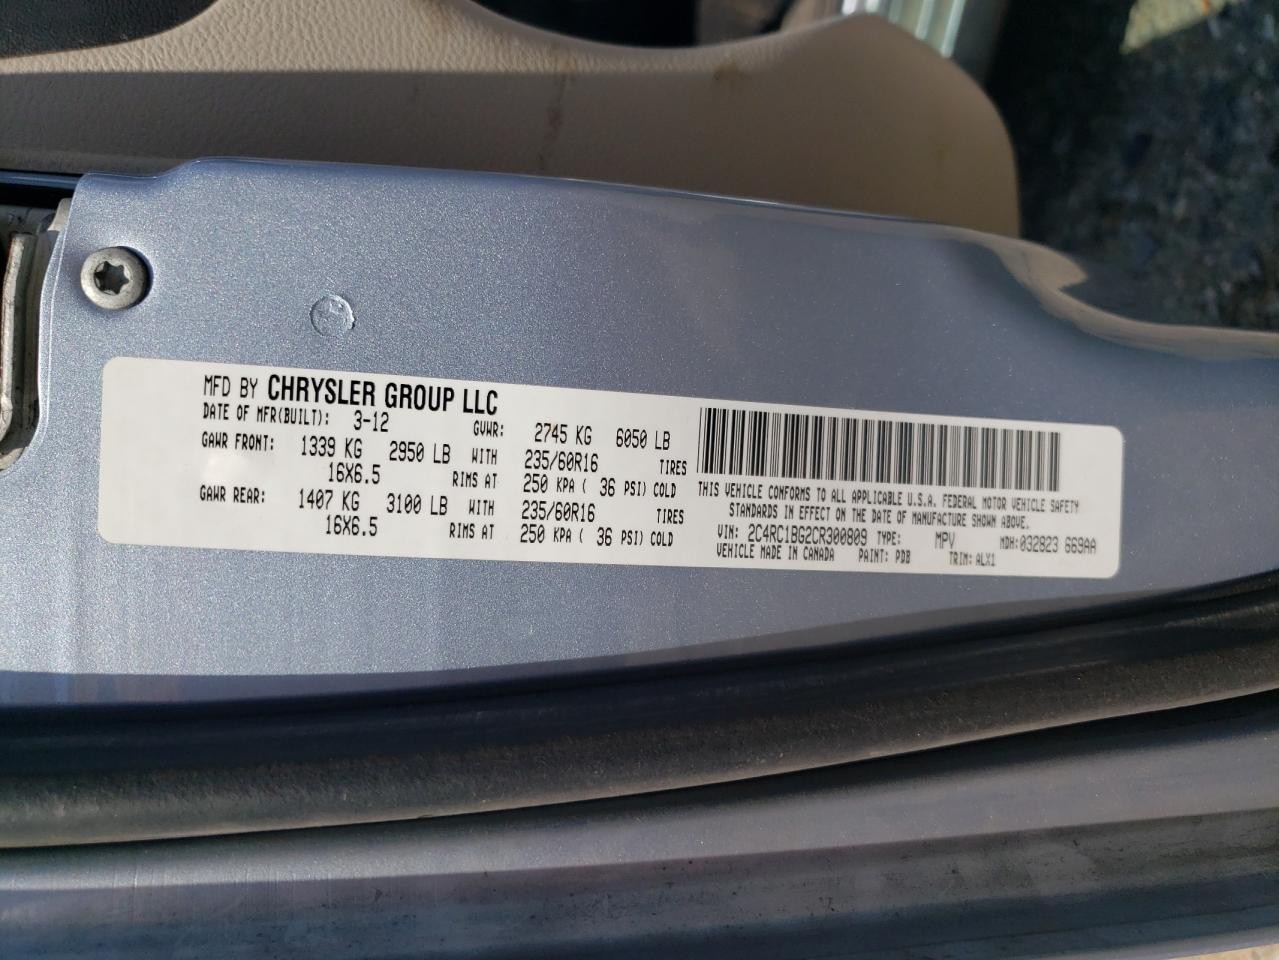 MFD BY CHRYSLER GROUP LLC
DATE OF MFR(BUILT): 3-12 GVWR: 2745 KG 6050 LB
GAWR FRONT: 1339 KG 2950 LB WITH 235/60R16 TIRES
16X6.5 RIMS AT 250 KPA ( 36 PSI) COLD
GAWR REAR: 1407 KG 3100 LB WITH 235/60R16 TIRES
16X6.5 RIMS AT 250 KPA ( 36 PSI) COLD
THIS VEHICLE CONFORMS TO ALL APPLICABLE U.S.A. FEDERAL MOTOR VEHICLE SAFETY
STANDARDS IN EFFECT ON THE DATE OF MANUFACTURE SHOWN ABOVE.
VIN: 2C4RC1BG2CR300809 TYPE: MPV MDH: 032823 669AA
VEHICLE MADE IN CANADA PAINT: PDB TRIM: ALX1